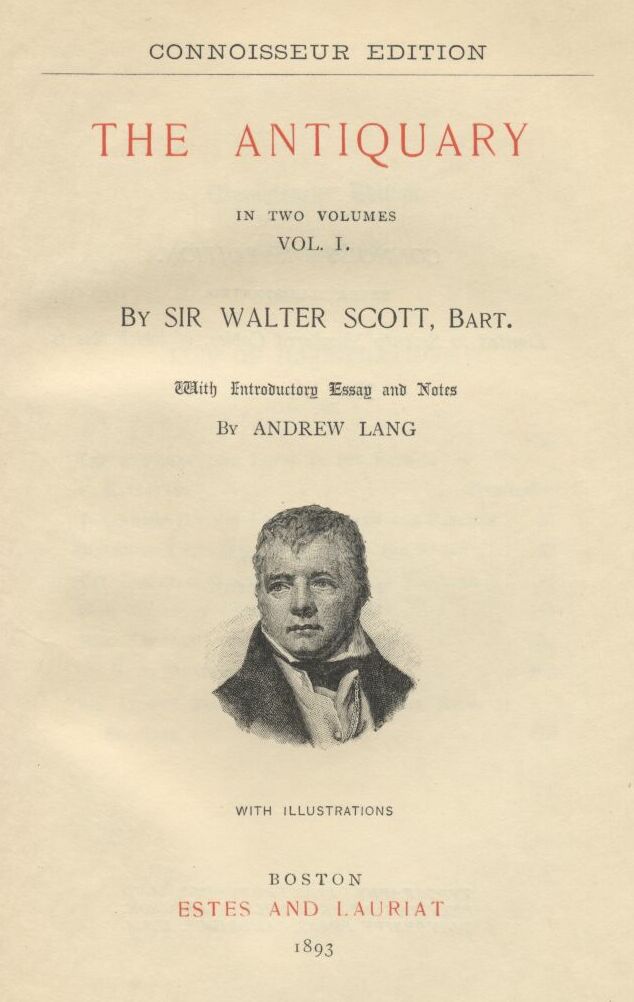 CONNOISSEUR EDITION
THE ANTIQUARY
IN TWO VOLUMES
VOL. I.
By SIR WALTER SCOTT, Bart.
With Introductory Essay and Notes
By ANDREW LANG
WITH ILLUSTRATIONS
BOSTON
ESTES AND LAURIAT
1893